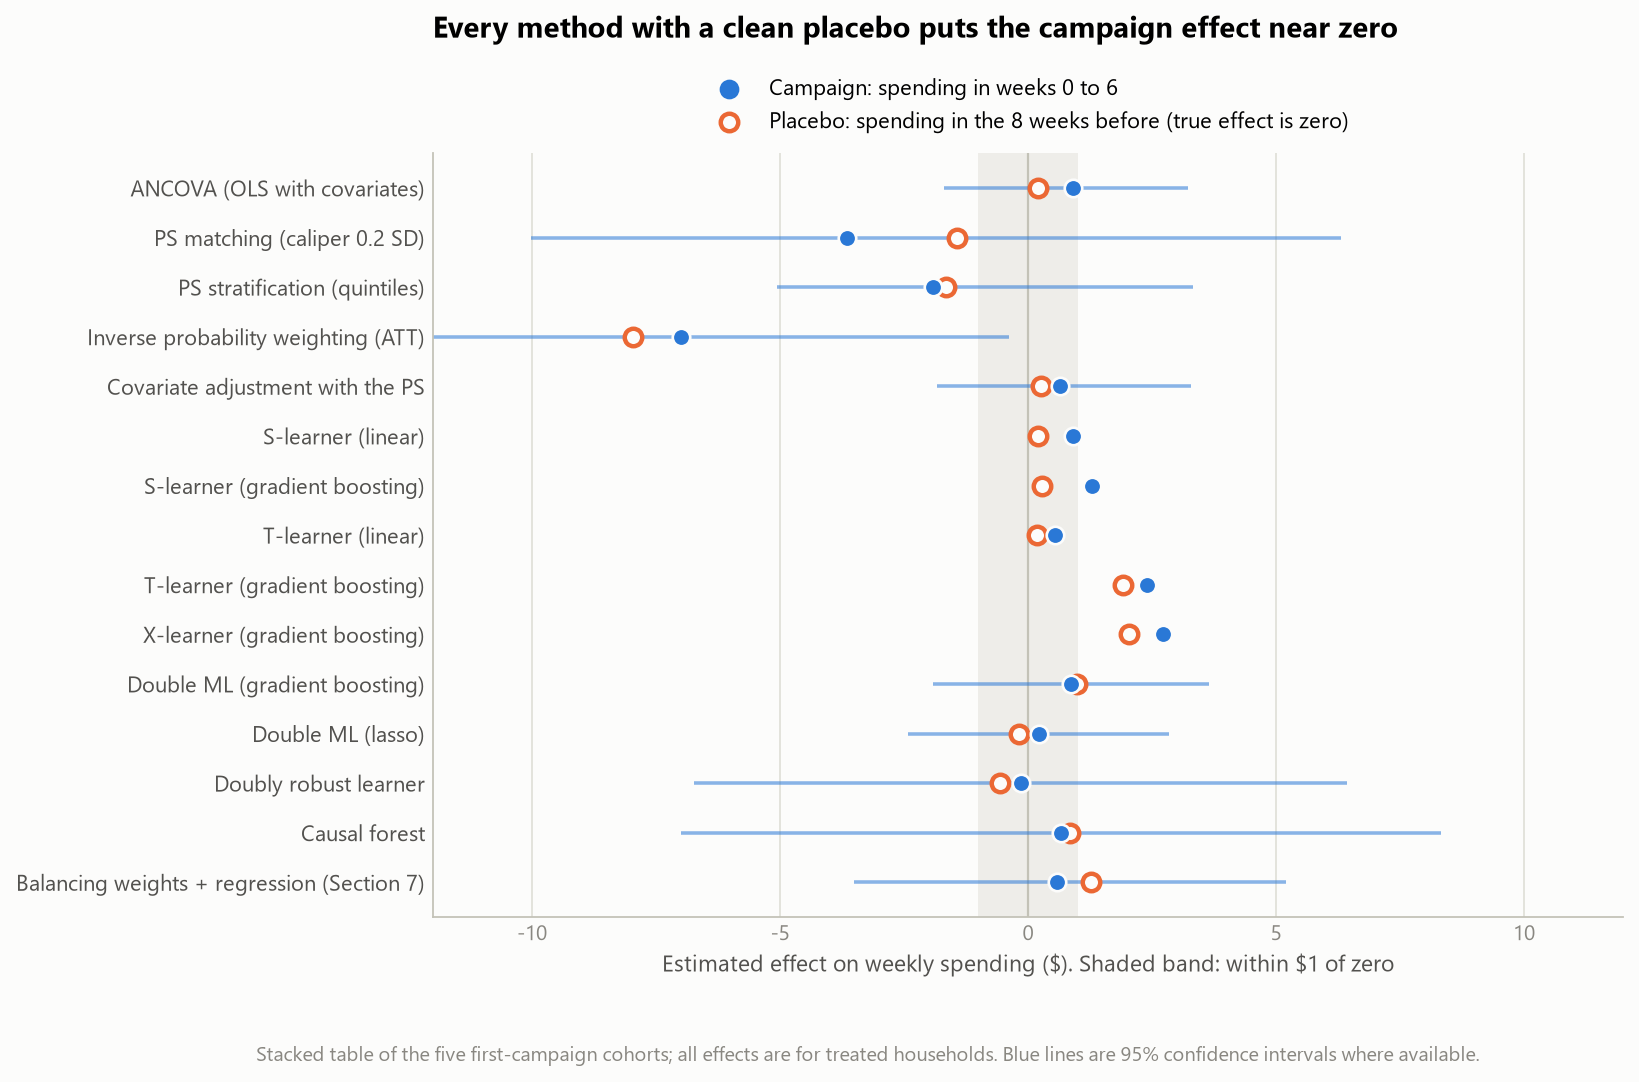 Every method with a clean placebo puts the campaign effect near zero
Campaign: spending in weeks 0 to 6
Placebo: spending in the 8 weeks before (true effect is zero)
ANCOVA (OLS with covariates)
PS matching (caliper 0.2 SD)
PS stratification (quintiles)
Inverse probability weighting (ATT)
Covariate adjustment with the PS
S-learner (linear)
S-learner (gradient boosting)
T-learner (linear)
T-learner (gradient boosting)
X-learner (gradient boosting)
Double ML (gradient boosting)
Double ML (lasso)
Doubly robust learner
Causal forest
Balancing weights + regression (Section 7)
-10 -5 0 5 10
Estimated effect on weekly spending ($). Shaded band: within $1 of zero
Stacked table of the five first-campaign cohorts; all effects are for treated households. Blue lines are 95% confidence intervals where available.